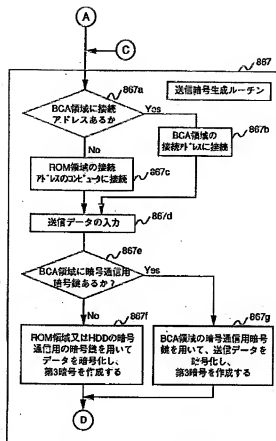 A
C
867
送信暗号生成ルーチン
867a
BCA領域に接続
アドレスあるか
Yes
867b
BCA領域の
接続アドレスに接続
No
ROM領域の接続
アドレスのコンピュータに接続
867c
送信データの入力
867d
867e
BCA領域に暗号通信用
暗号鍵あるか?
Yes
No
867f
ROM領域又はHDDの暗号
通信用の暗号鍵を用いて
データを暗号化し、
第3暗号を作成する
867g
BCA領域の暗号通信用暗号
鍵を用いて、送信データを
暗号化し、
第3暗号を作成する
D